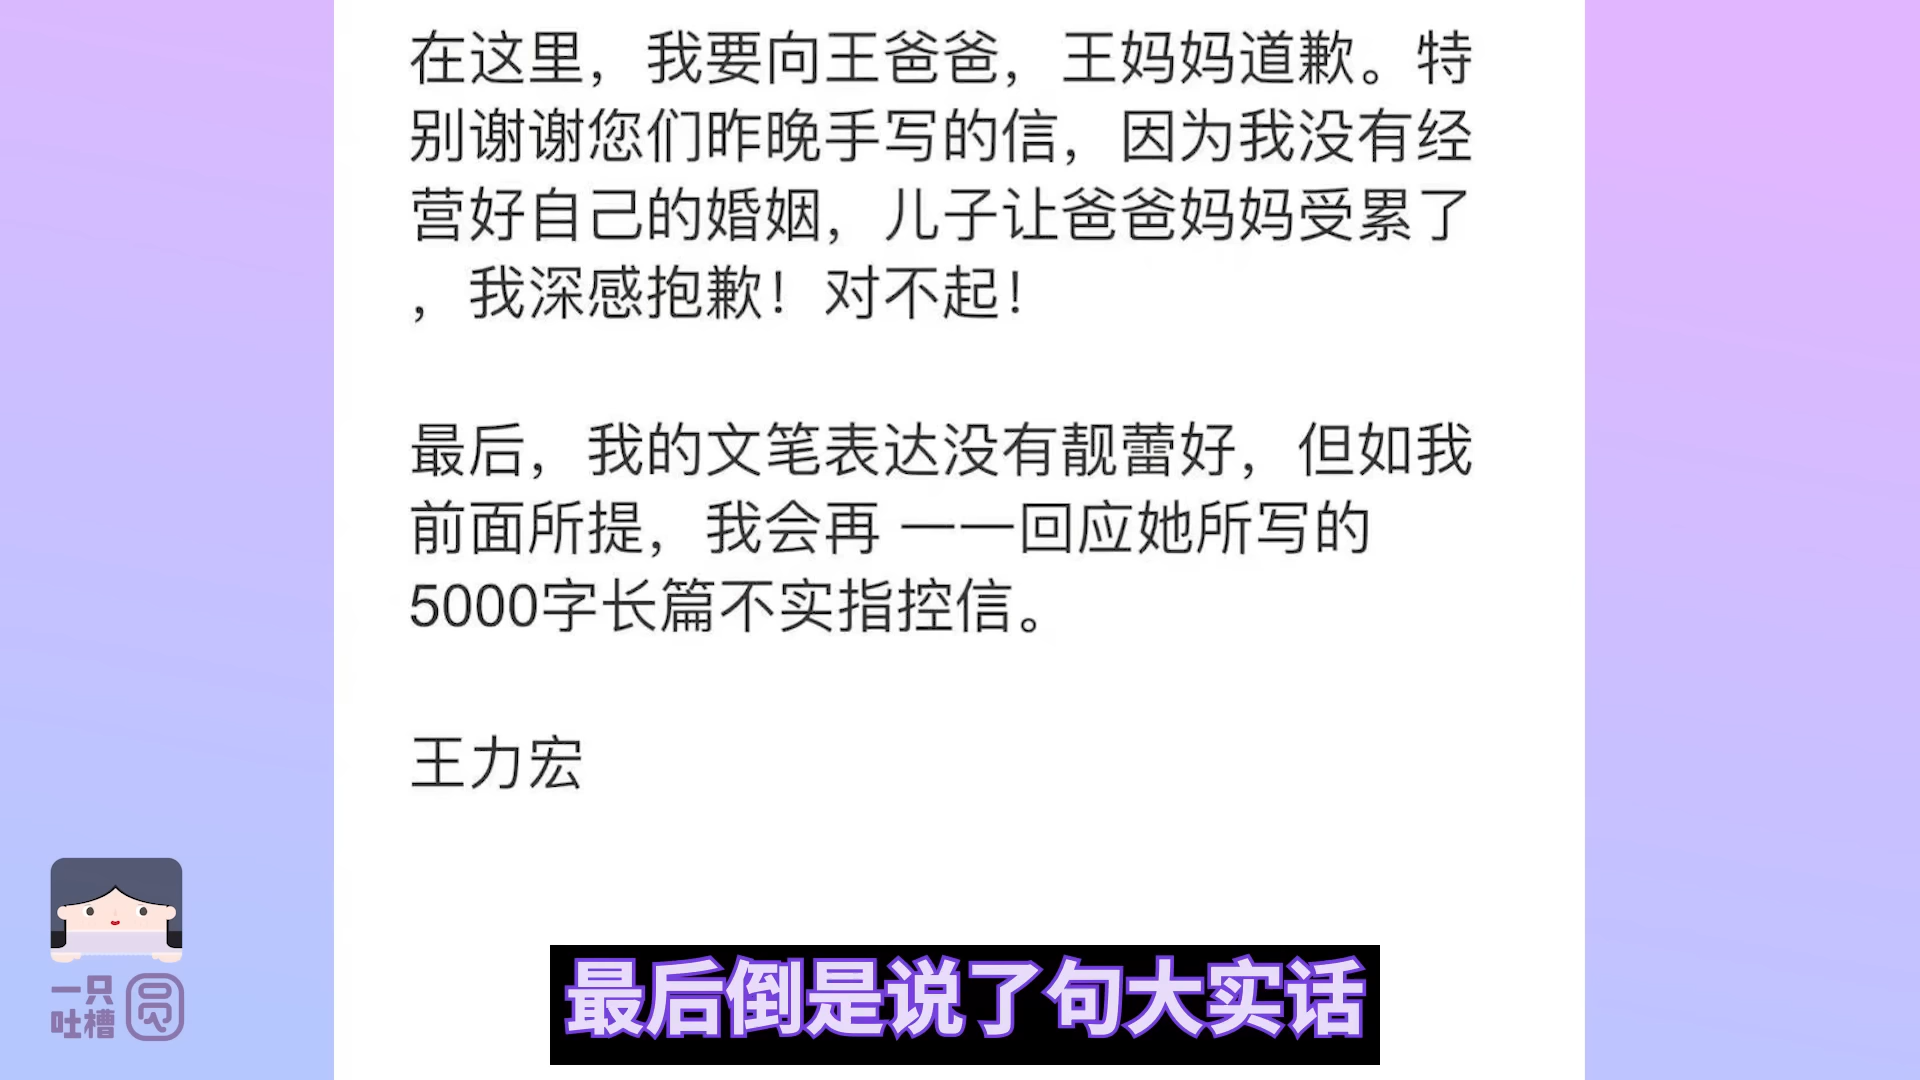 在这里，我要向王爸爸，王妈妈道歉。特
别谢谢您们昨晚手写的信，因为我没有经
营好自己的婚姻，儿子让爸爸妈妈受累了
，我深感抱歉！对不起！
最后，我的文笔表达没有靓蕾好，但如我
前面所提，我会再 一一回应她所写的
5000字长篇不实指控信。
王力宏
一只
吐槽
圆
最后倒是说了句大实话